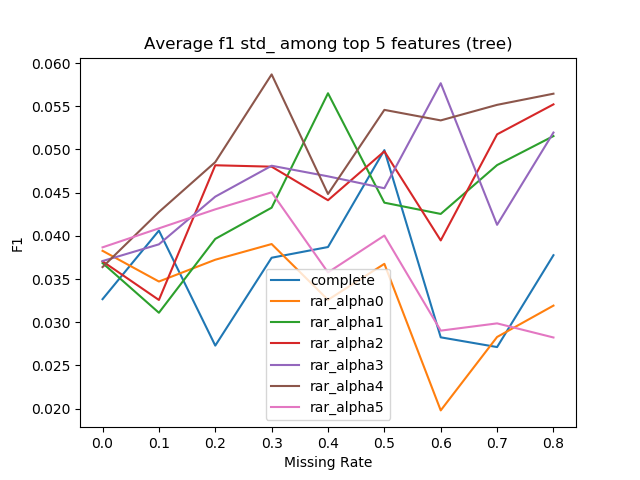 Average f1 std_ among top 5 features (tree)
F1
0.060
0.055
0.050
0.045
0.040
0.035
0.030
0.025
0.020
complete
rar_alpha0
rar_alpha1
rar_alpha2
rar_alpha3
rar_alpha4
rar_alpha5
0.0 0.1 0.2 0.3 0.4 0.5 0.6 0.7 0.8
Missing Rate